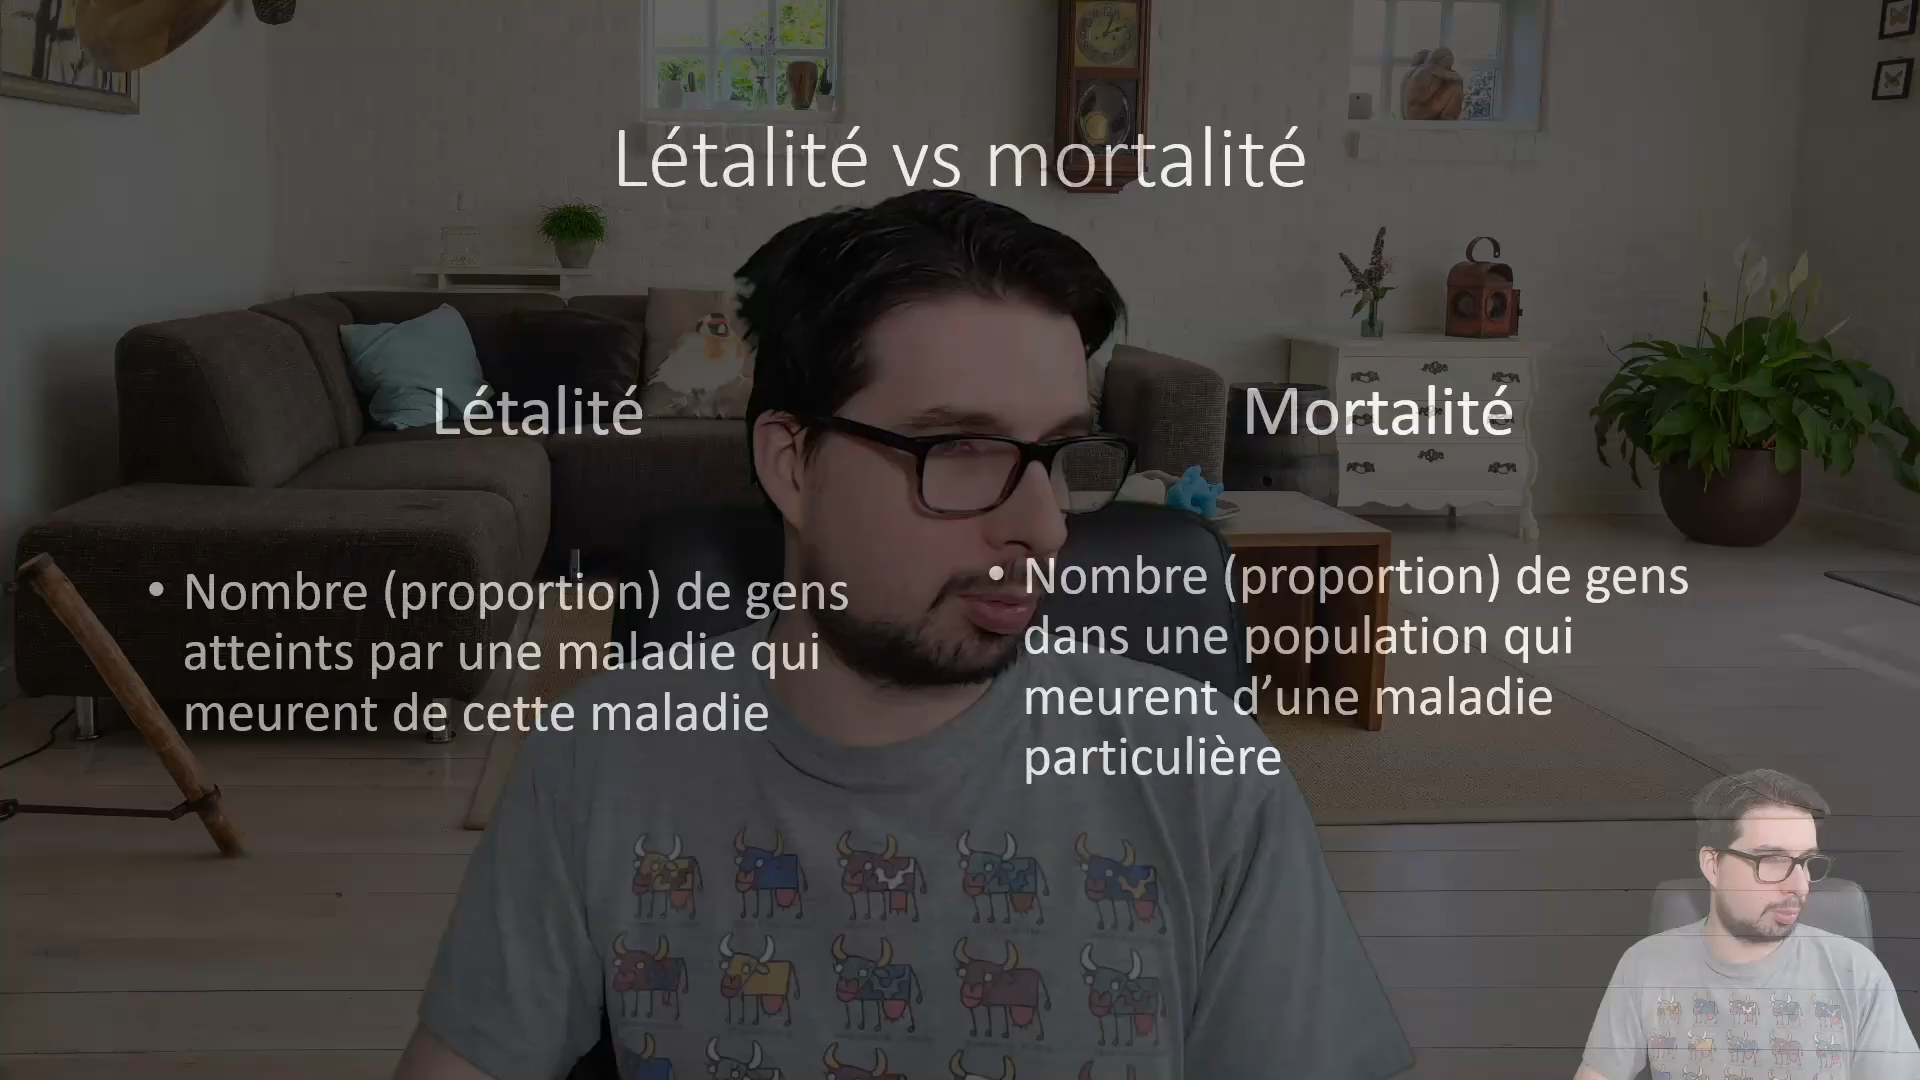 Létalité vs mortalité
Létalité
• Nombre (proportion) de gens
atteints par une maladie qui
meurent de cette maladie
Mortalité
• Nombre (proportion) de gens
dans une population qui
meurent d’une maladie
particulière